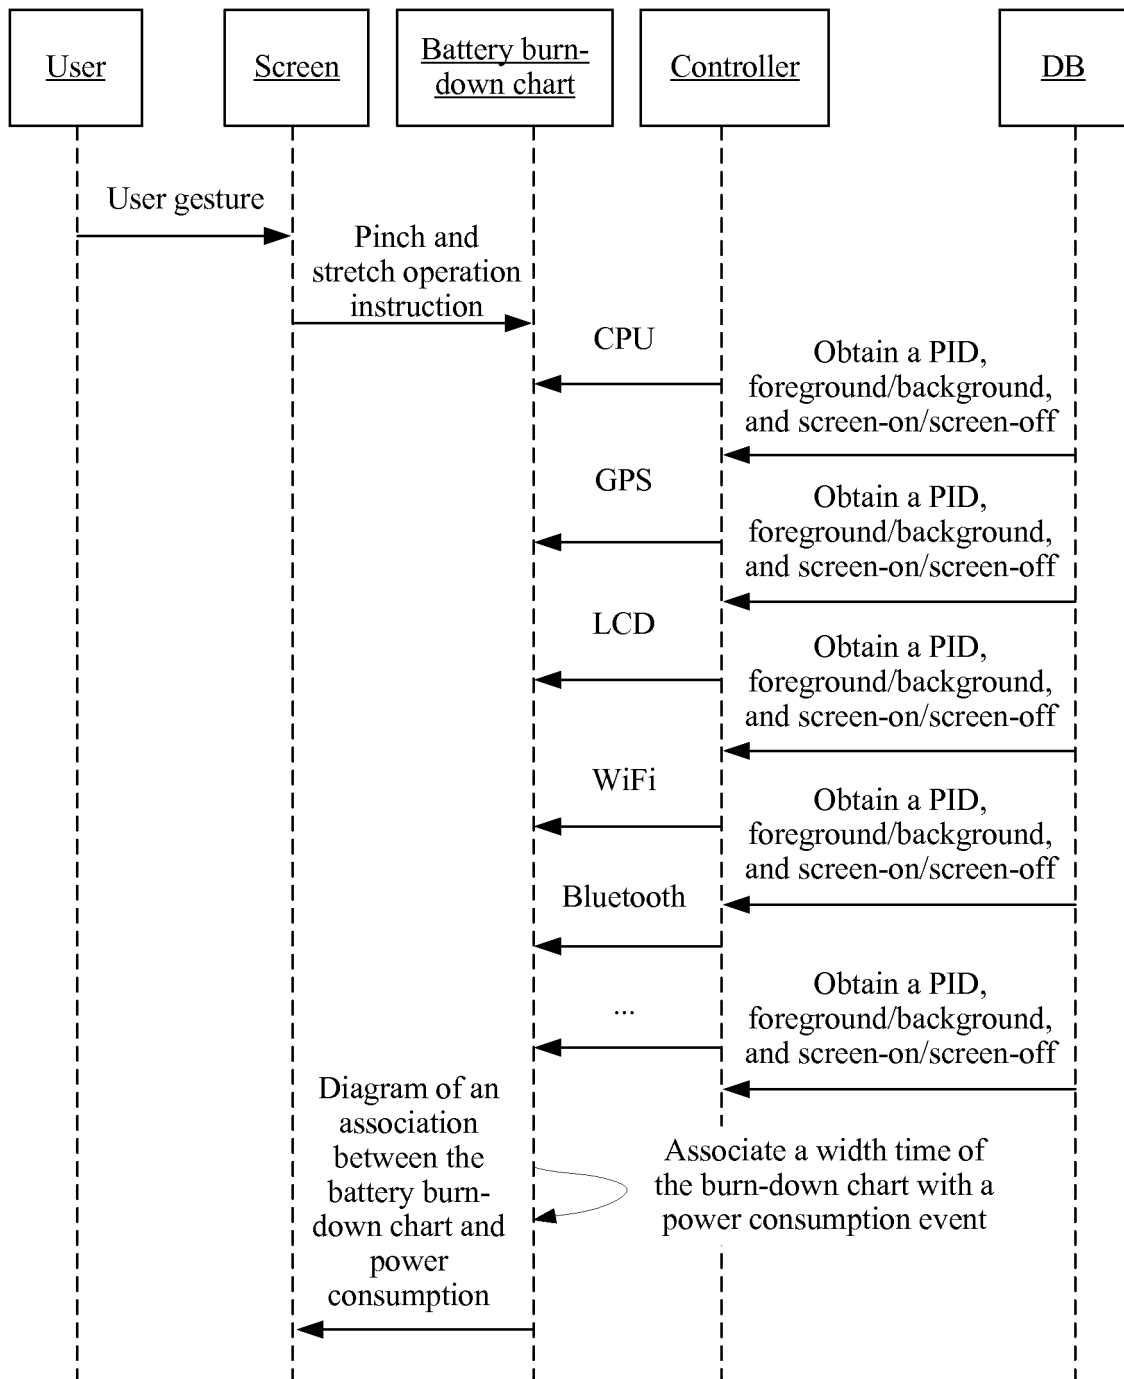 User
Screen
Battery burn-
down chart
Controller
DB
User gesture
Pinch and
stretch operation
instruction
CPU
Obtain a PID,
foreground/background,
and screen-on/screen-off
GPS
Obtain a PID,
foreground/background,
and screen-on/screen-off
LCD
Obtain a PID,
foreground/background,
and screen-on/screen-off
WiFi
Obtain a PID,
foreground/background,
and screen-on/screen-off
Bluetooth
...
Obtain a PID,
foreground/background,
and screen-on/screen-off
Diagram of an
association
between the
battery burn-
down chart and
power
consumption
Associate a width time of
the burn-down chart with a
power consumption event